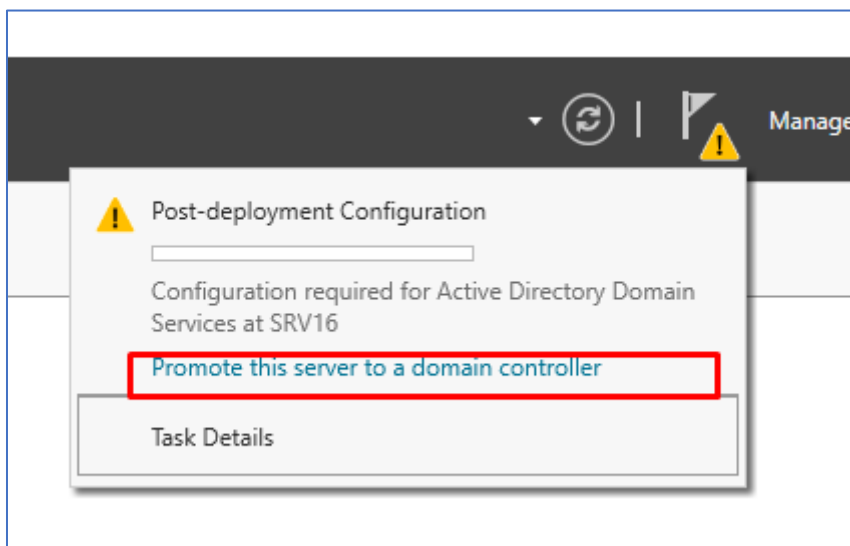 Manage
Post-deployment Configuration
Configuration required for Active Directory Domain
Services at SRV16
Promote this server to a domain controller
Task Details